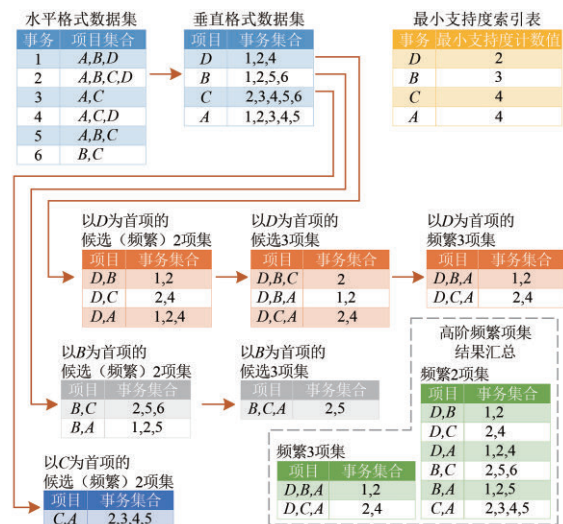 水平格式数据集
事务 项目集合
1 A,B,D
2 A,B,C,D
3 A,C
4 A,C,D
5 A,B,C
6 B,C
垂直格式数据集
项目 事务集合
D 1,2,4
B 1,2,5,6
C 2,3,4,5,6
A 1,2,3,4,5
最小支持度索引表
事务 最小支持度计数值
D 2
B 3
C 4
A 4
以D为首项的
候选（频繁）2项集
项目 事务集合
D,B 1,2
D,C 2,4
D,A 1,2,4
以D为首项的
候选3项集
项目 事务集合
D,B,C 2
D,B,A 1,2
D,C,A 2,4
以D为首项的
频繁3项集
项目 事务集合
D,B,A 1,2
D,C,A 2,4
以B为首项的
候选（频繁）2项集
项目 事务集合
B,C 2,5,6
B,A 1,2,5
以B为首项的
候选3项集
项目 事务集合
B,C,A 2,5
以C为首项的
候选（频繁）2项集
项目 事务集合
C,A 2,3,4,5
高阶频繁项集
结果汇总
频繁3项集
项目 事务集合
D,B,A 1,2
D,C,A 2,4
频繁2项集
项目 事务集合
D,B 1,2
D,C 2,4
D,A 1,2,4
B,C 2,5,6
B,A 1,2,5
C,A 2,3,4,5